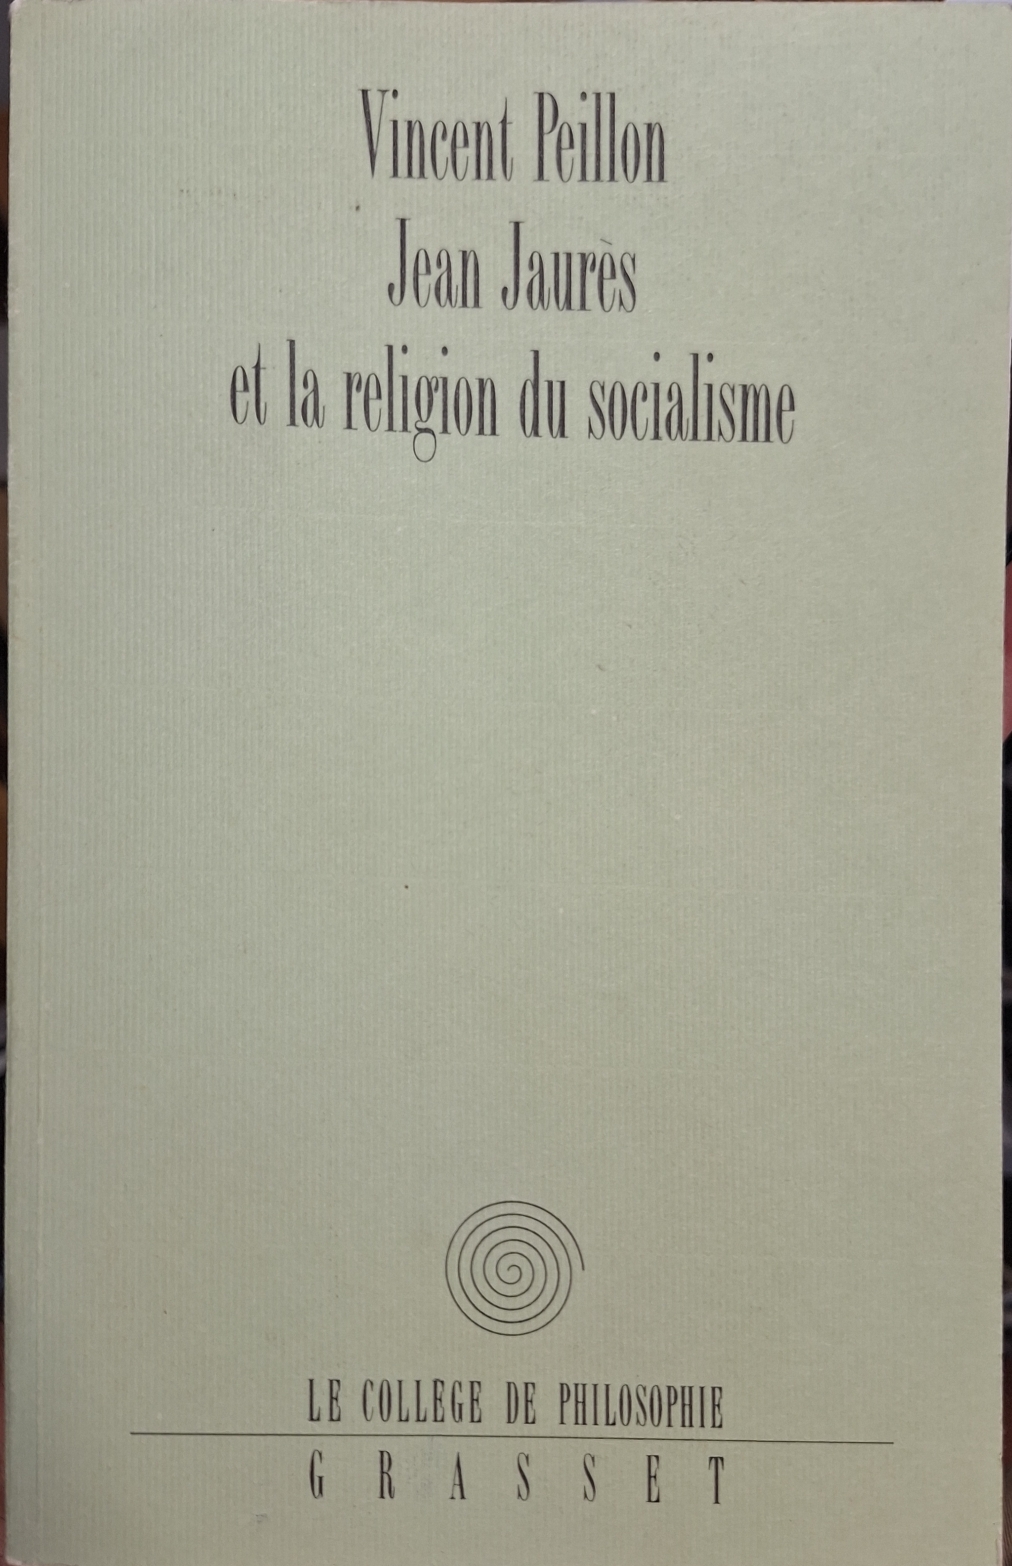 Vincent Peillon
Jean Jaurès
et la religion du socialisme
LE COLLEGE DE PHILOSOPHIE
GRASSET